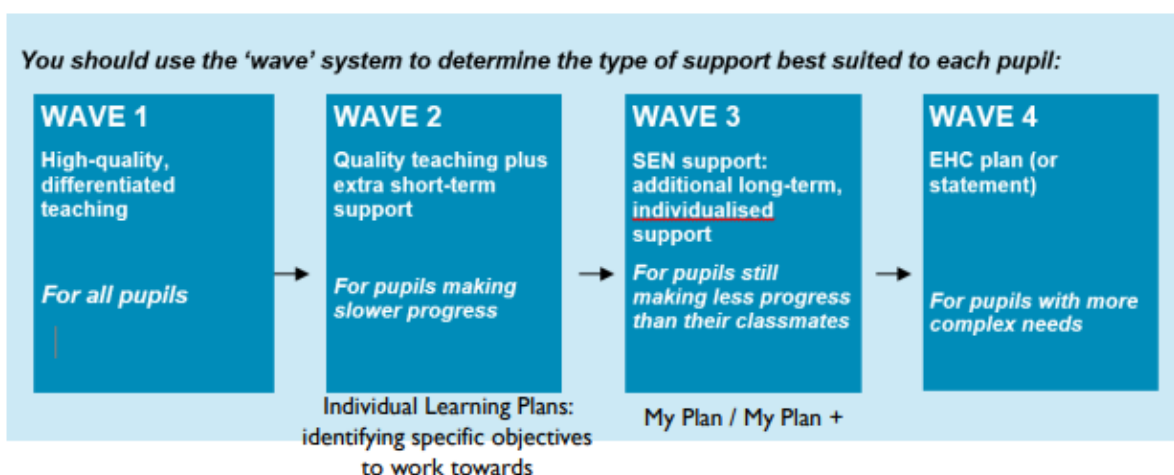 You should use the 'wave' system to determine the type of support best suited to each pupil:
WAVE 1
High-quality,
differentiated
teaching
For all pupils
WAVE 2
Quality teaching plus
extra short-term
support
For pupils making
slower progress
Individual Learning Plans:
identifying specific objectives
to work towards
WAVE 3
SEN support:
additional long-term,
individualised
support
For pupils still
making less progress
than their classmates
My Plan / My Plan +
WAVE 4
EHC plan (or
statement)
For pupils with more
complex needs